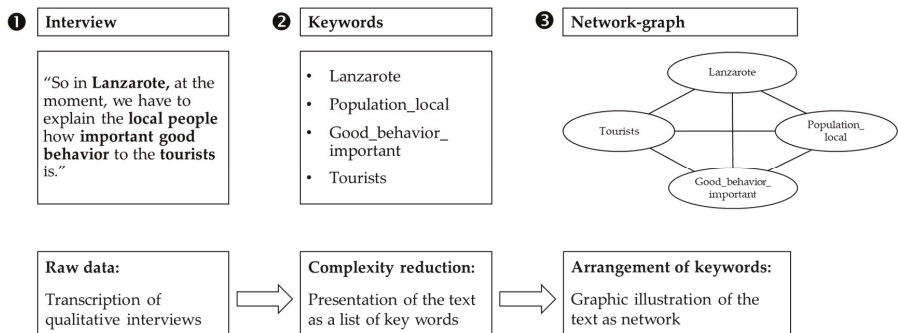 ❶ Interview
❷ Keywords
❸ Network-graph
“So in Lanzarote, at the
moment, we have to
explain the local people
how important good
behavior to the tourists
is.”
• Lanzarote
• Population_local
• Good_behavior_
important
• Tourists
Lanzarote
Tourists
Population_
local
Good_behavior_
important
Raw data:
Transcription of
qualitative interviews
Complexity reduction:
Presentation of the text
as a list of key words
Arrangement of keywords:
Graphic illustration of the
text as network